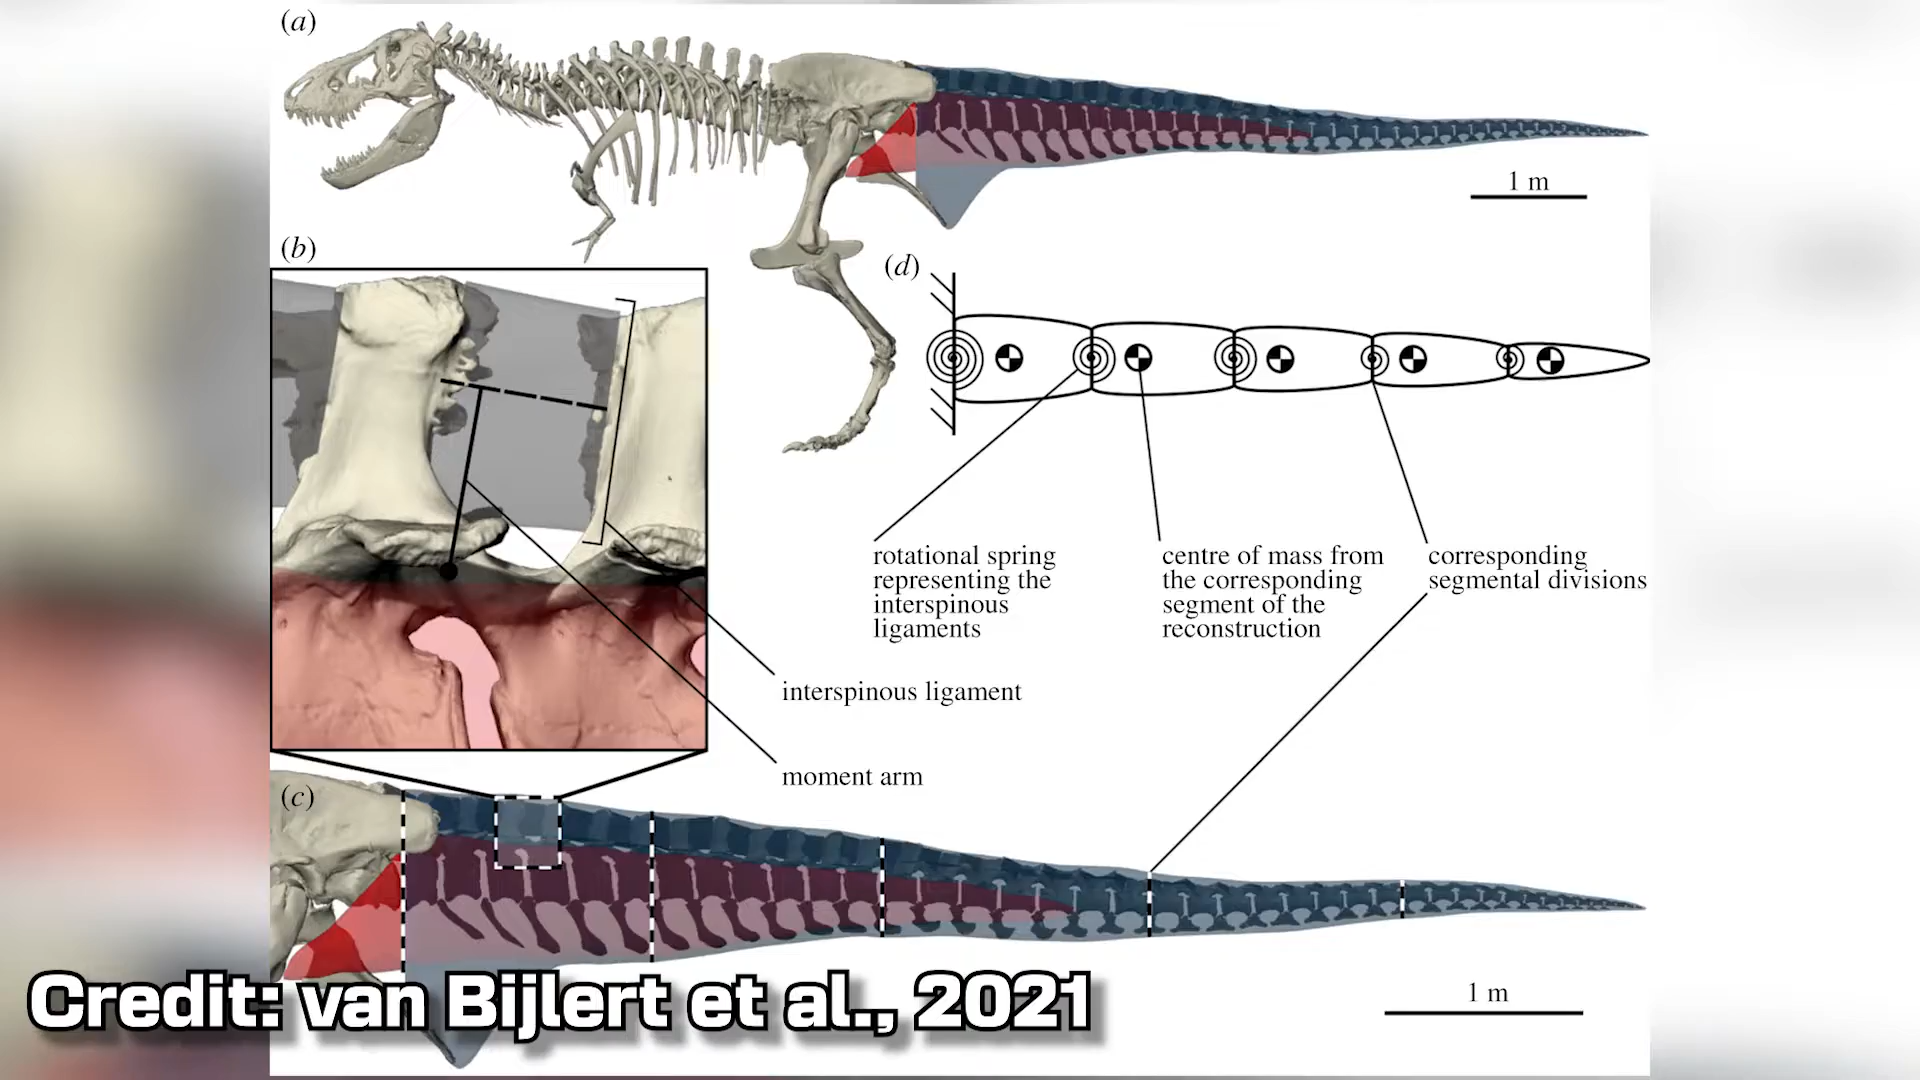 (a)
1 m
(b)
(d)
rotational spring
representing the
interspinous
ligaments
centre of mass from
the corresponding
segment of the
reconstruction
corresponding
segmental divisions
interspinous ligament
moment arm
(c)
1 m
Credit: van Bijlert et al., 2021